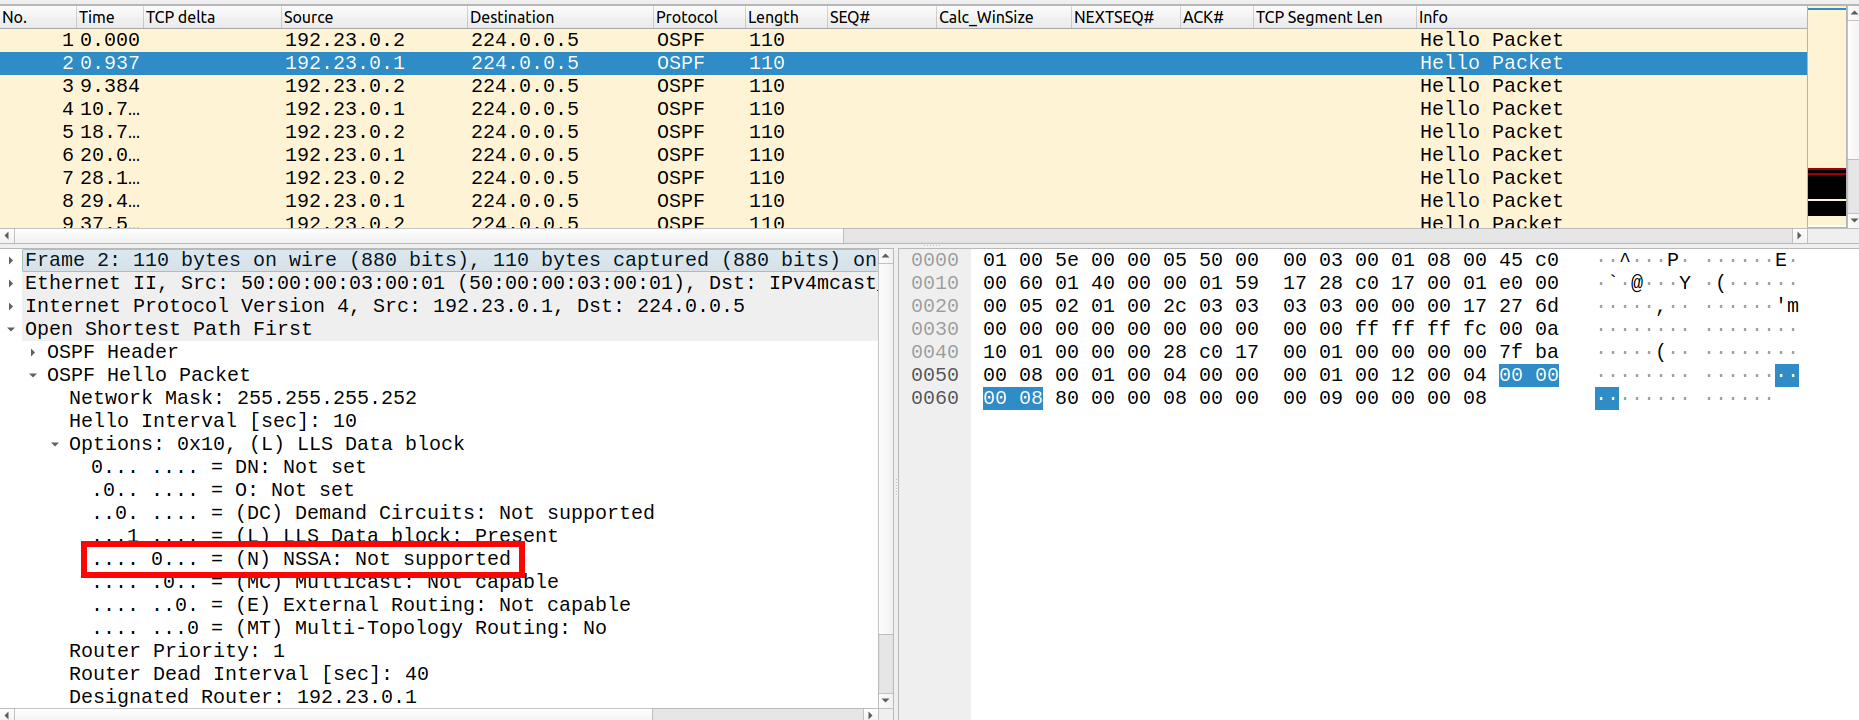 No. Time TCP delta Source Destination Protocol Length SEQ# Calc_WinSize NEXTSEQ# ACK# TCP Segment Len Info
1 0.000 192.23.0.2 224.0.0.5 OSPF 110 Hello Packet
2 0.937 192.23.0.1 224.0.0.5 OSPF 110 Hello Packet
3 9.384 192.23.0.2 224.0.0.5 OSPF 110 Hello Packet
4 10.7… 192.23.0.1 224.0.0.5 OSPF 110 Hello Packet
5 18.7… 192.23.0.2 224.0.0.5 OSPF 110 Hello Packet
6 20.0… 192.23.0.1 224.0.0.5 OSPF 110 Hello Packet
7 28.1… 192.23.0.2 224.0.0.5 OSPF 110 Hello Packet
8 29.4… 192.23.0.1 224.0.0.5 OSPF 110 Hello Packet
9 37.5… 192.23.0.2 224.0.0.5 OSPF 110 Hello Packet
Frame 2: 110 bytes on wire (880 bits), 110 bytes captured (880 bits) on
Ethernet II, Src: 50:00:00:03:00:01 (50:00:00:03:00:01), Dst: IPv4mcast_
Internet Protocol Version 4, Src: 192.23.0.1, Dst: 224.0.0.5
Open Shortest Path First
OSPF Header
OSPF Hello Packet
Network Mask: 255.255.255.252
Hello Interval [sec]: 10
Options: 0x10, (L) LLS Data block
0... .... = DN: Not set
.0.. .... = O: Not set
..0. .... = (DC) Demand Circuits: Not supported
...1 .... = (L) LLS Data block: Present
.... 0... = (N) NSSA: Not supported
.... .0.. = (MC) Multicast: Not capable
.... ..0. = (E) External Routing: Not capable
.... ...0 = (MT) Multi-Topology Routing: No
Router Priority: 1
Router Dead Interval [sec]: 40
Designated Router: 192.23.0.1
0000 01 00 5e 00 00 05 50 00 00 03 00 01 08 00 45 c0 ··^···P· ······E·
0010 00 60 01 40 00 00 01 59 17 28 c0 17 00 01 e0 00 ·`·@···Y ·(······
0020 00 05 02 01 00 2c 03 03 03 03 00 00 00 17 27 6d ·····,·· ······'m
0030 00 00 00 00 00 00 00 00 00 00 ff ff ff fc 00 0a ········ ········
0040 10 01 00 00 00 28 c0 17 00 01 00 00 00 00 7f ba ·····(·· ········
0050 00 08 00 01 00 04 00 00 00 01 00 12 00 04 00 00 ········ ········
0060 00 08 80 00 00 08 00 00 00 09 00 00 00 08 ········ ······